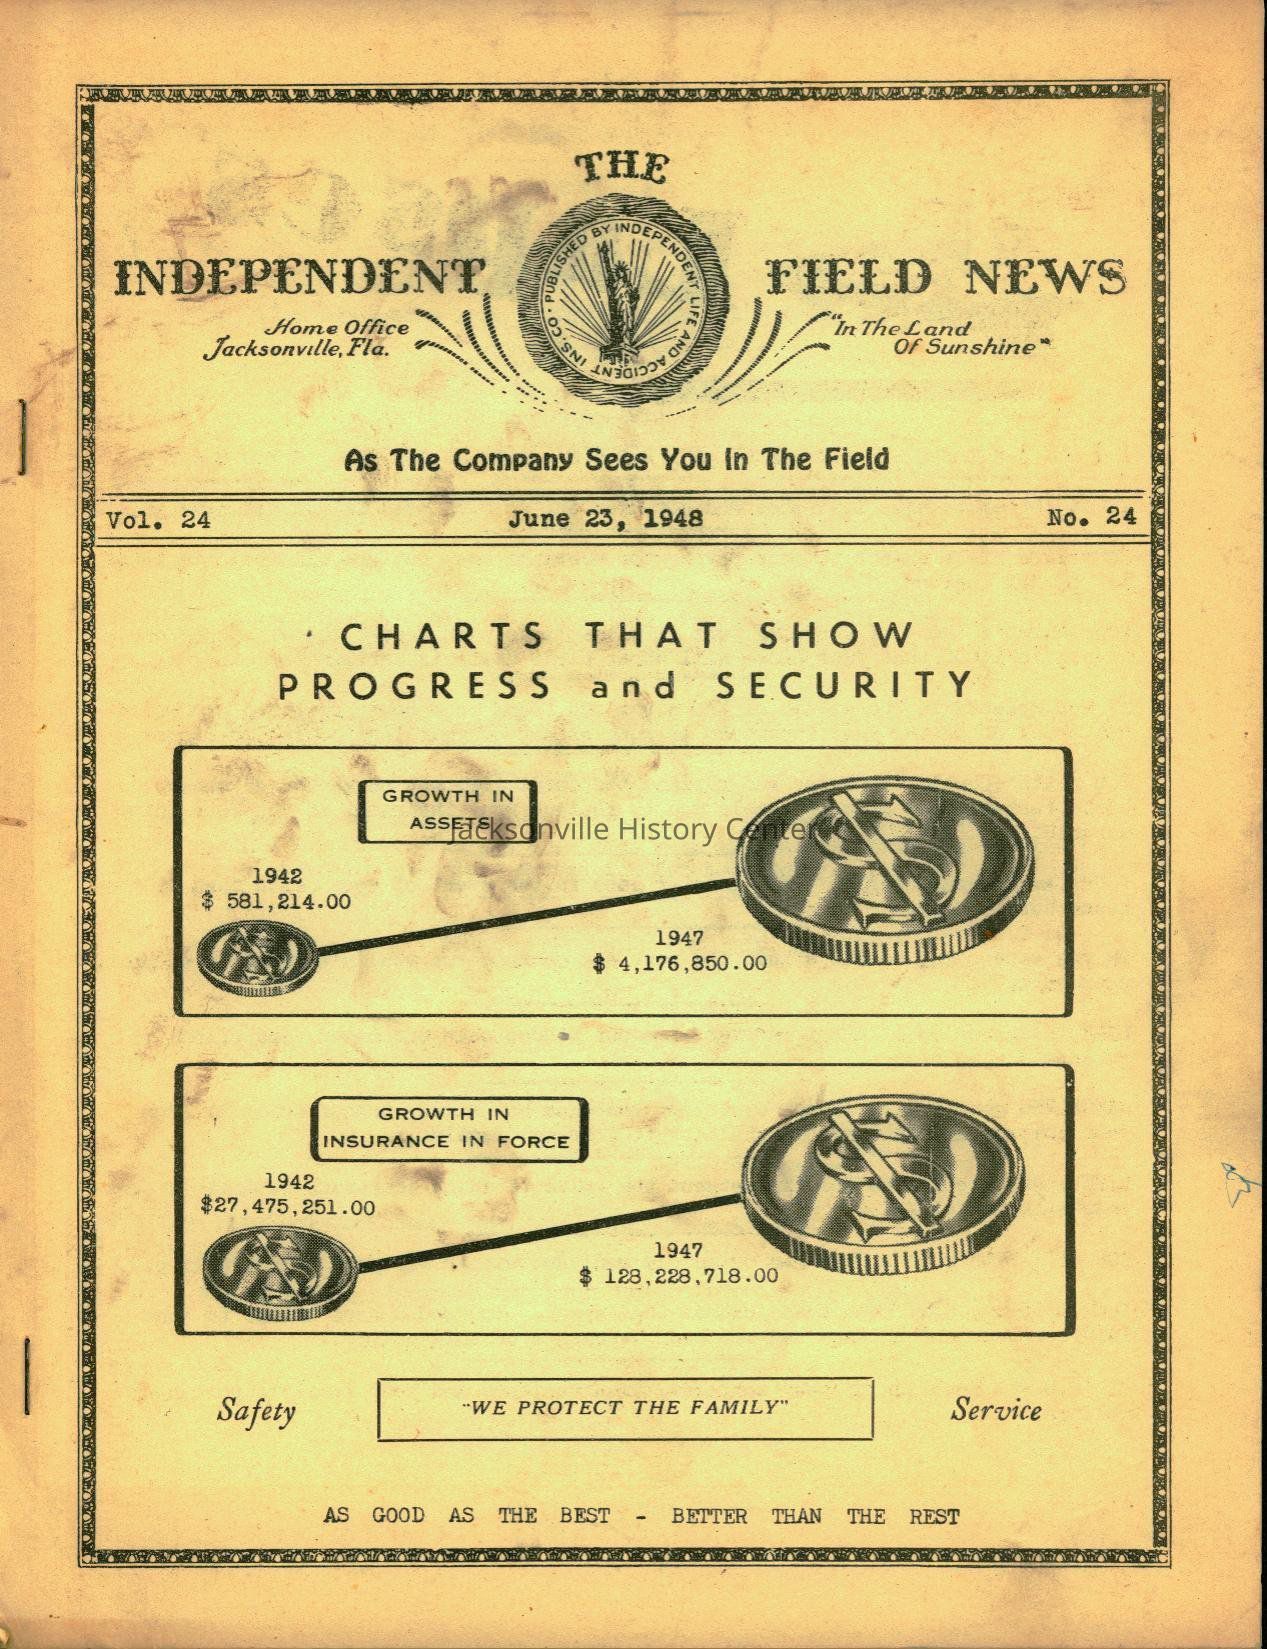 THE
INDEPENDENT FIELD NEWS
PUBLISHED BY INDEPENDENT LIFE AND ACCIDENT INS. CO.
Home Office
Jacksonville, Fla.
"In The Land
Of Sunshine"
As The Company Sees You In The Field
Vol. 24 June 23, 1948 No. 24
CHARTS THAT SHOW
PROGRESS and SECURITY
GROWTH IN
ASSETS
Jacksonville History Center
1942
$ 581,214.00
1947
$ 4,176,850.00
GROWTH IN
INSURANCE IN FORCE
1942
$27,475,251.00
1947
$ 128,228,718.00
Safety "WE PROTECT THE FAMILY" Service
AS GOOD AS THE BEST - BETTER THAN THE REST